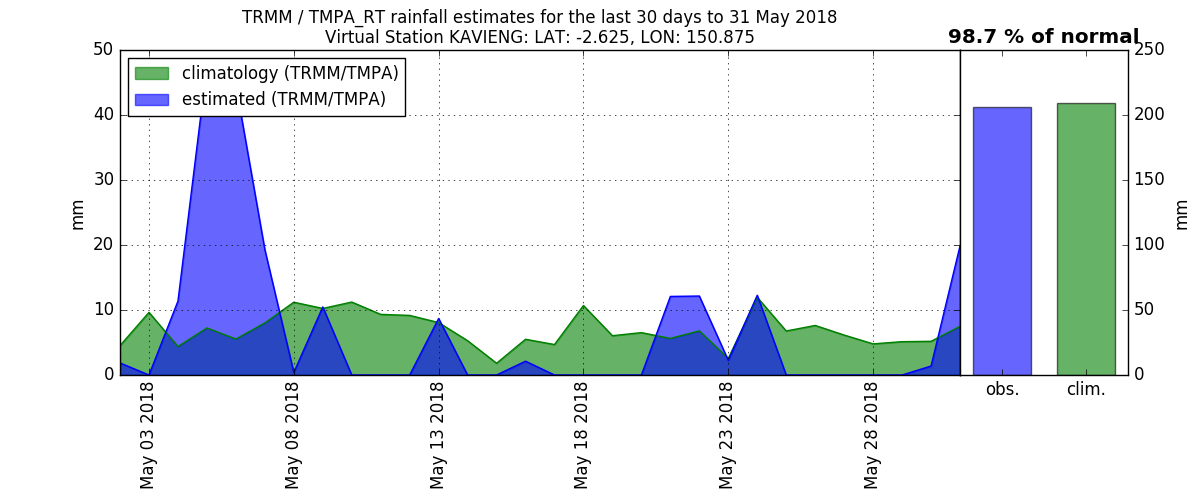 TRMM / TMPA_RT rainfall estimates for the last 30 days to 31 May 2018
Virtual Station KAVIENG: LAT: -2.625, LON: 150.875
98.7 % of normal
climatology (TRMM/TMPA)
estimated (TRMM/TMPA)
50
40
30
20
10
0
mm
May 03 2018
May 08 2018
May 13 2018
May 18 2018
May 23 2018
May 28 2018
obs.
clim.
250
200
150
100
50
0
mm